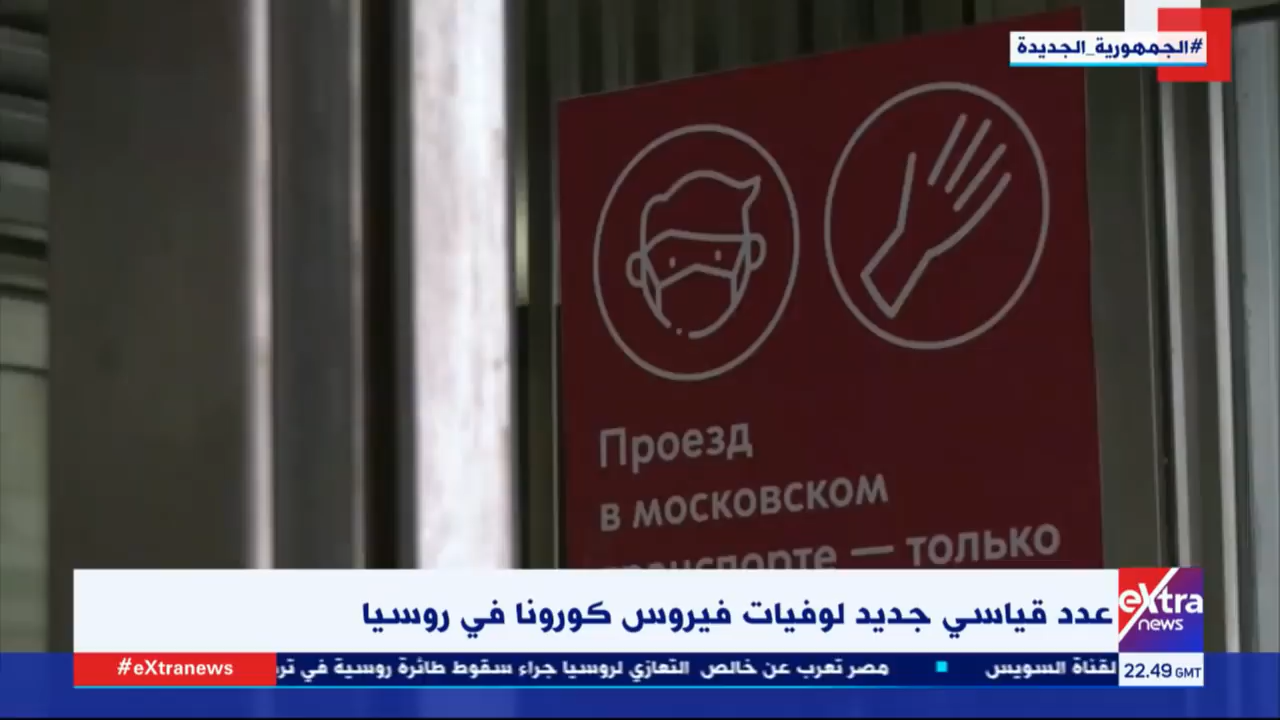 #الجمهورية_الجديدة
Проезд
в московском
транспорте — только
عدد قياسي جديد لوفيات فيروس كورونا في روسيا
eXtra
news
#eXtranews
لقناة السويس
مصر تعرب عن خالص التعازي لروسيا جراء سقوط طائرة روسية في
22.49 GMT